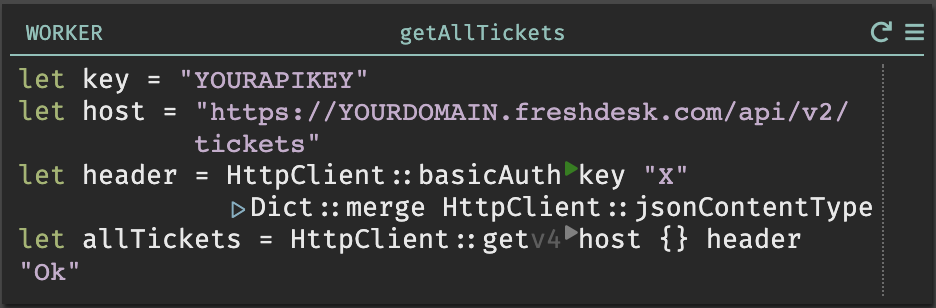 WORKER getAllTickets
let key = "YOURAPIKEY"
let host = "https://YOURDOMAIN.freshdesk.com/api/v2/
tickets"
let header = HttpClient::basicAuth key "X"
Dict::merge HttpClient::jsonContentType
let allTickets = HttpClient::getv4 host {} header
"Ok"